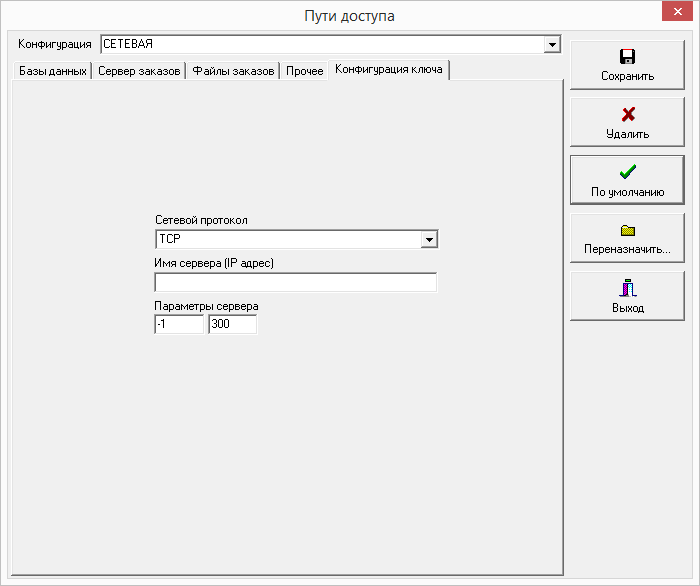 Пути доступа
Конфигурация СЕТЕВАЯ
Базы данных Сервер заказов Файлы заказов Прочее Конфигурация ключа
Сохранить
Удалить
По умолчанию
Переназначить...
Выход
Сетевой протокол
TCP
Имя сервера (IP адрес)
Параметры сервера
-1 300